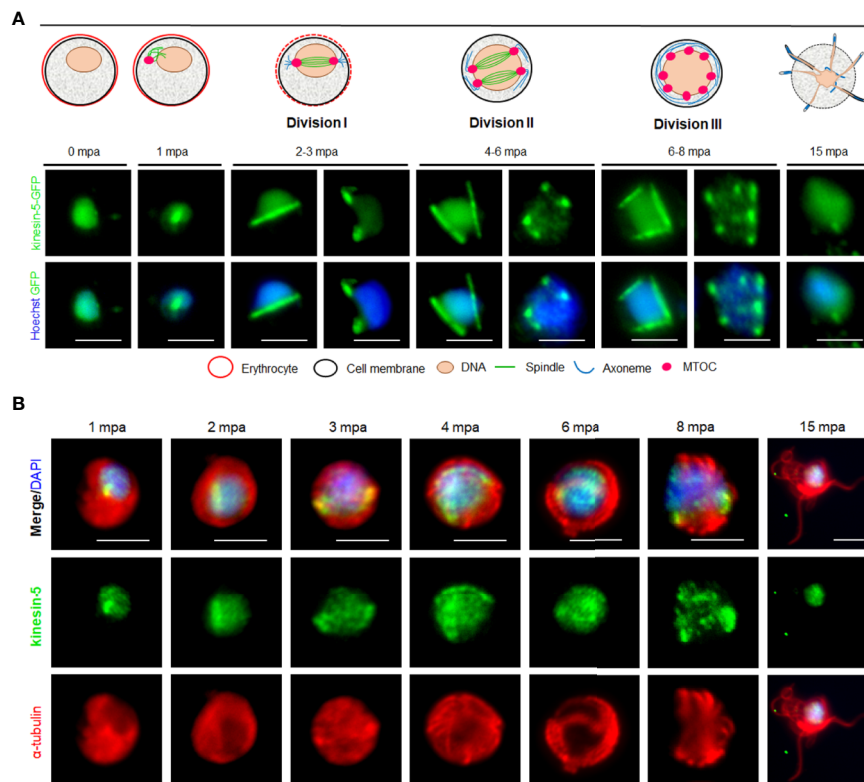 A
Division I
Division II
Division III
0 mpa
1 mpa
2-3 mpa
4-6 mpa
6-8 mpa
15 mpa
kinesin-5-GFP
Hoechst GFP
Erythrocyte
Cell membrane
DNA
Spindle
Axoneme
MTOC
B
1 mpa
2 mpa
3 mpa
4 mpa
6 mpa
8 mpa
15 mpa
Merge/DAPI
kinesin-5
α-tubulin